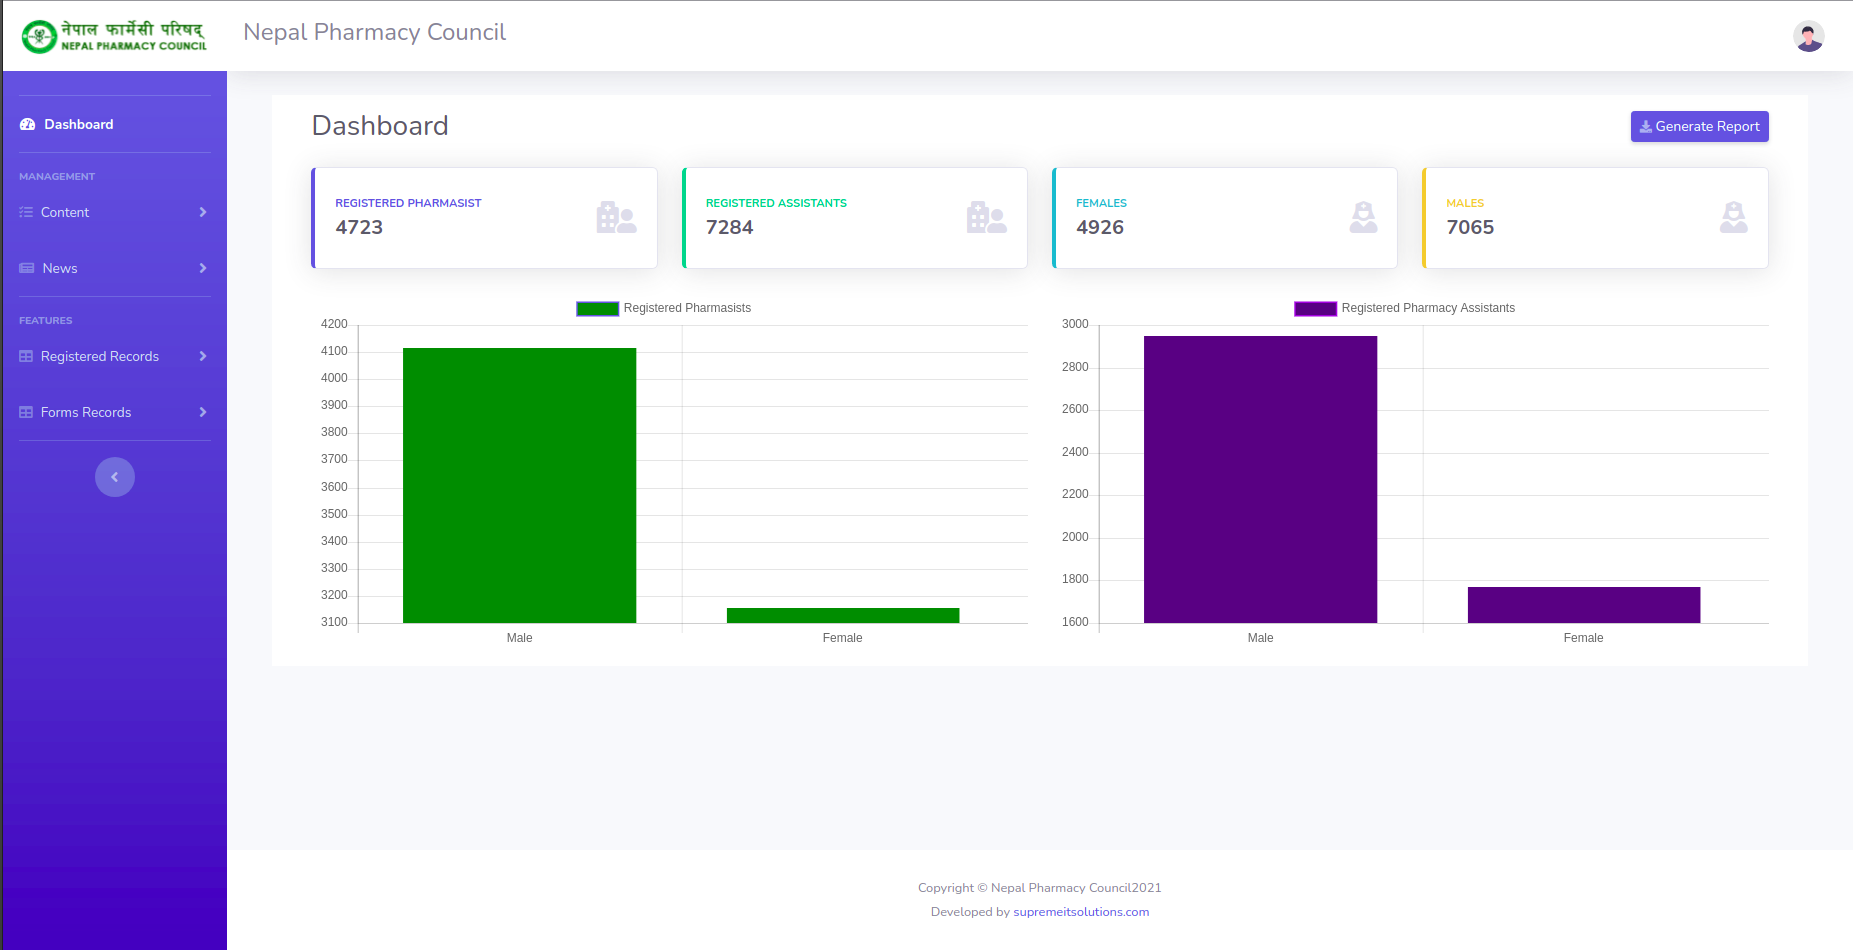 नेपाल फार्मेसी परिषद्
NEPAL PHARMACY COUNCIL
Nepal Pharmacy Council
Dashboard
MANAGEMENT
Content
News
FEATURES
Registered Records
Forms Records
Dashboard
Generate Report
REGISTERED PHARMASIST
4723
REGISTERED ASSISTANTS
7284
FEMALES
4926
MALES
7065
Registered Pharmasists
4200
4100
4000
3900
3800
3700
3600
3500
3400
3300
3200
3100
Male Female
Registered Pharmacy Assistants
3000
2800
2600
2400
2200
2000
1800
1600
Male Female
Copyright © Nepal Pharmacy Council2021
Developed by supremeitsolutions.com